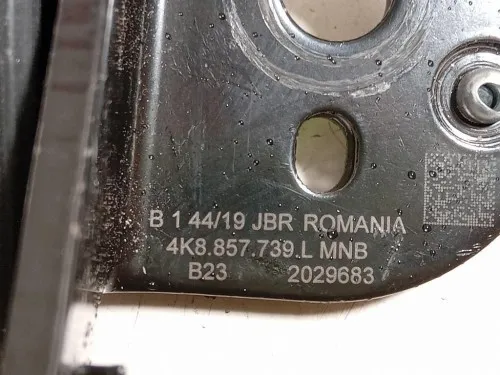 B 1 44/19 JBR ROMANIA
4K8.857.739.L MNB
B23 2029683